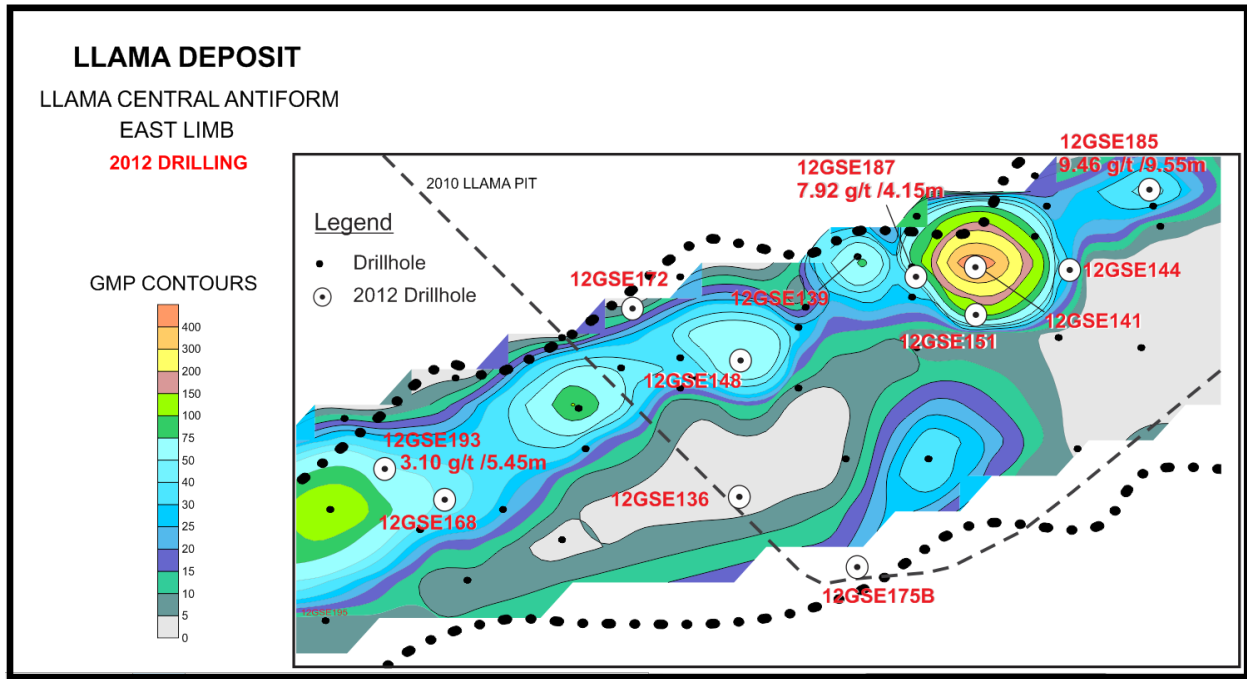 LLAMA DEPOSIT
LLAMA CENTRAL ANTIFORM
EAST LIMB
2012 DRILLING
2010 LLAMA PIT
Legend
Drillhole
2012 Drillhole
GMP CONTOURS
400
300
200
150
100
75
50
40
30
25
20
15
10
5
0
12GSE185
9.46 g/t /9.55m
12GSE187
7.92 g/t /4.15m
12GSE172
12GSE139
12GSE144
12GSE141
12GSE151
12GSE148
12GSE193
3.10 g/t /5.45m
12GSE136
12GSE168
12GSE175B
12GSE195